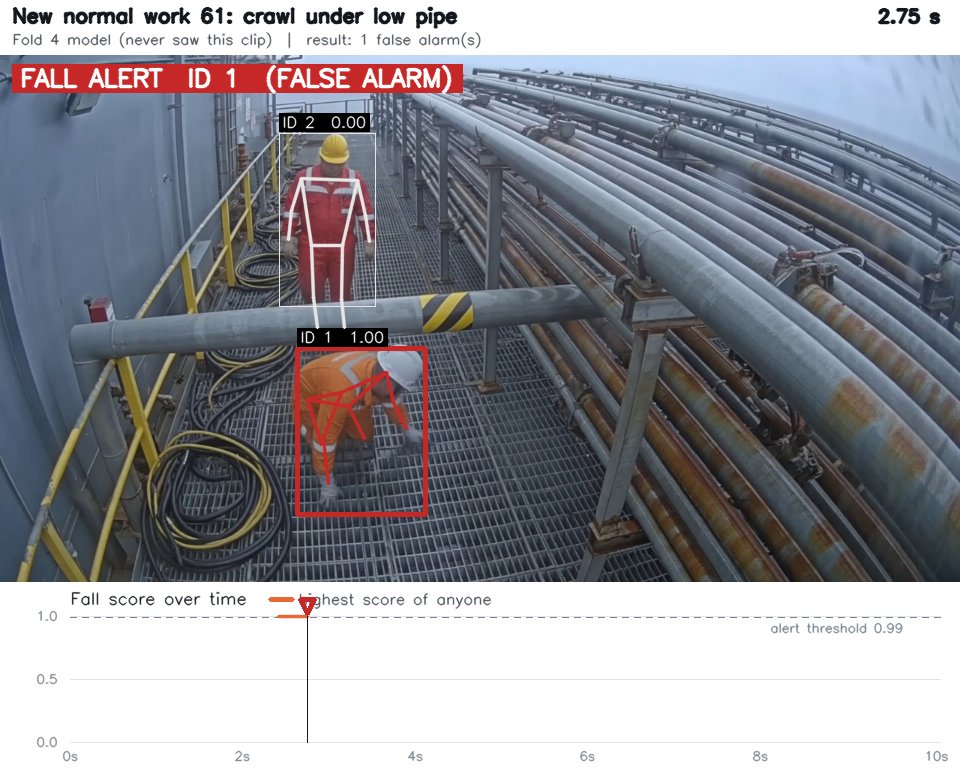 New normal work 61: crawl under low pipe
2.75 s
Fold 4 model (never saw this clip) | result: 1 false alarm(s)
FALL ALERT ID 1 (FALSE ALARM)
ID 2 0.00
ID 1 1.00
Fall score over time
highest score of anyone
1.0
alert threshold 0.99
0.5
0.0
0s
2s
4s
6s
8s
10s